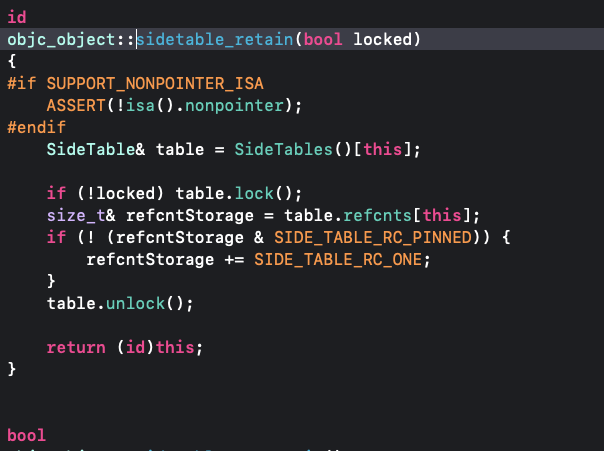 id
objc_object::sidetable_retain(bool locked)
{
#if SUPPORT_NONPOINTER_ISA
    ASSERT(!isa().nonpointer);
#endif
    SideTable& table = SideTables()[this];
    if (!locked) table.lock();
    size_t& refcntStorage = table.refcnts[this];
    if (! (refcntStorage & SIDE_TABLE_RC_PINNED)) {
        refcntStorage += SIDE_TABLE_RC_ONE;
    }
    table.unlock();
    return (id)this;
}
bool